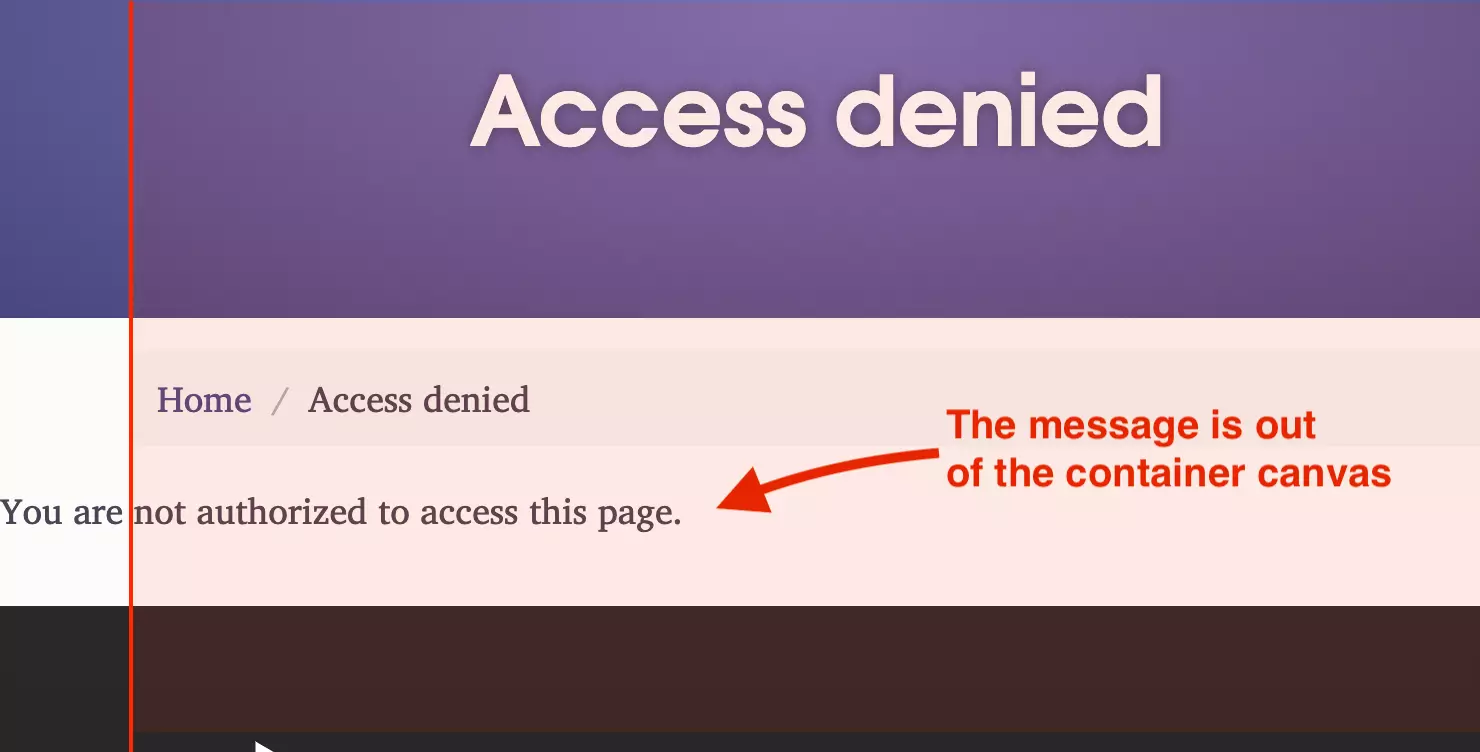 Access denied
Home / Access denied
The message is out
of the container canvas
You are not authorized to access this page.